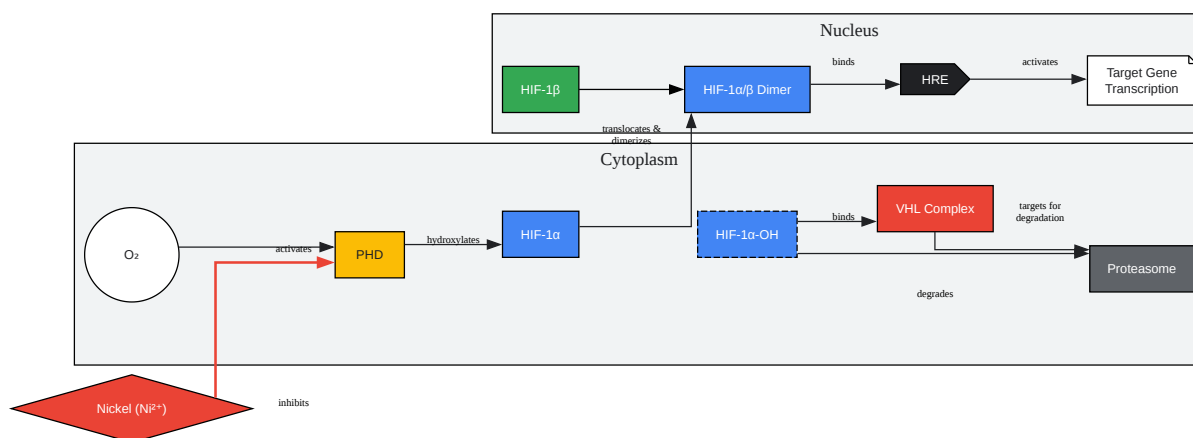 Nucleus
HIF-1β
HIF-1α/β Dimer
binds
HRE
activates
Target Gene
Transcription
translocates &
dimerizes
Cytoplasm
O₂
activates
PHD
hydroxylates
HIF-1α
HIF-1α-OH
binds
VHL Complex
targets for
degradation
Proteasome
degrades
Nickel (Ni²⁺)
inhibits